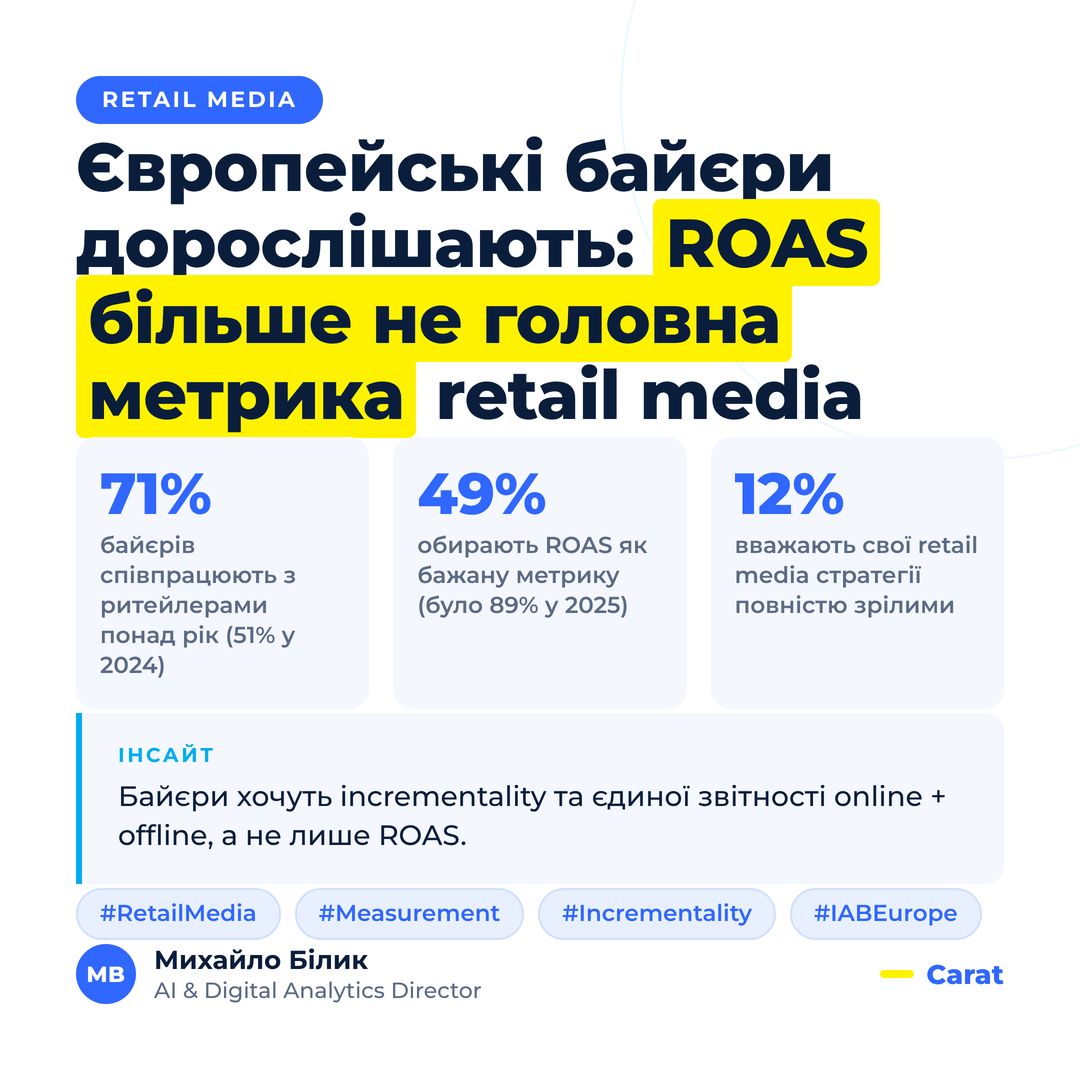 RETAIL MEDIA
Європейські байєри
дорослішають: ROAS
більше не головна
метрика retail media
71%
байєрів
співпрацюють з
ритейлерами
понад рік (51% у
2024)
49%
обирають ROAS як
бажану метрику
(було 89% у 2025)
12%
вважають свої retail
media стратегії
повністю зрілими
ІНСАЙТ
Байєри хочуть incrementality та єдиної звітності online +
offline, а не лише ROAS.
#RetailMedia #Measurement #Incrementality #IABEurope
МВ
Михайло Білик
AI & Digital Analytics Director
Carat